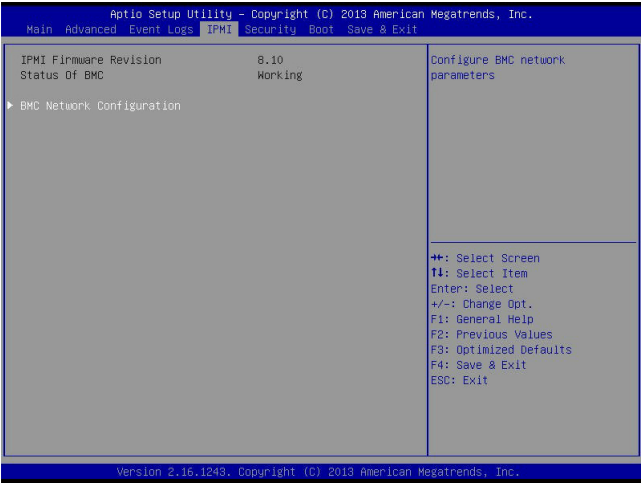 Aptio Setup Utility – Copyright (C) 2013 American Megatrends, Inc.
Main Advanced Event Logs IPMI Security Boot Save & Exit
IPMI Firmware Revision 8.10
Status Of BMC Working
▶ BMC Network Configuration
Configure BMC network
parameters
→←: Select Screen
↑↓: Select Item
Enter: Select
+/-: Change Opt.
F1: General Help
F2: Previous Values
F3: Optimized Defaults
F4: Save & Exit
ESC: Exit
Version 2.16.1243. Copyright (C) 2013 American Megatrends, Inc.